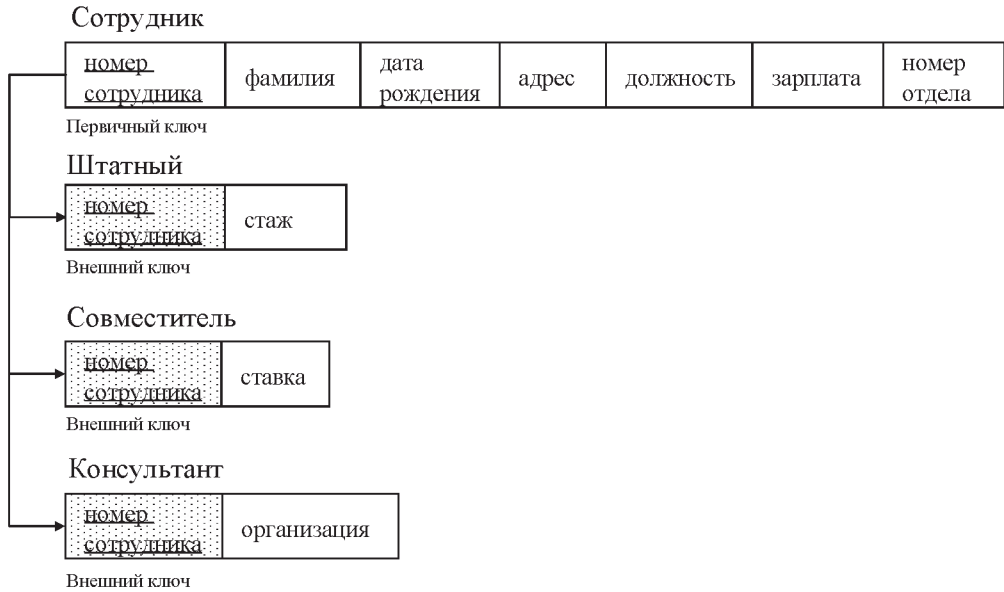 Сотрудник
номер фамилия дата адрес должность зарплата номер
сотрудника рождения отдела
Первичный ключ
Штатный
номер
сотрудника стаж
Внешний ключ
Совместитель
номер
сотрудника ставка
Внешний ключ
Консультант
номер
сотрудника организация
Внешний ключ